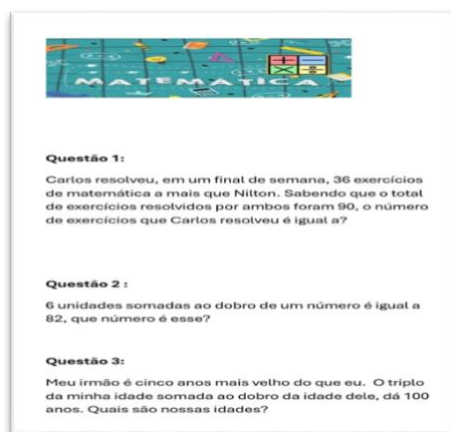 MATEMÁTICA
Questão 1:
Carlos resolveu, em um final de semana, 36 exercícios
de matemática a mais que Nilton. Sabendo que o total
de exercícios resolvidos por ambos foram 90, o número
de exercícios que Carlos resolveu é igual a?
Questão 2 :
6 unidades somadas ao dobro de um número é igual a
82, que número é esse?
Questão 3:
Meu irmão é cinco anos mais velho do que eu. O triplo
da minha idade somada ao dobro da idade dele, dá 100
anos. Quais são nossas idades?